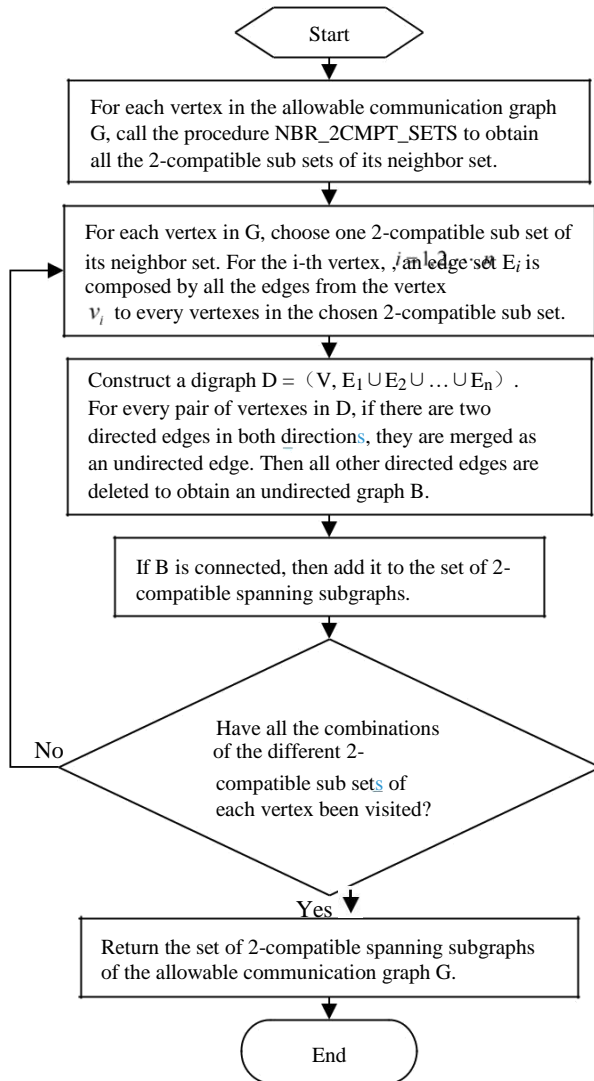 Start
For each vertex in the allowable communication graph
G, call the procedure NBR_2CMPT_SETS to obtain
all the 2-compatible sub sets of its neighbor set.
For each vertex in G, choose one 2-compatible sub set of
its neighbor set. For the i-th vertex, , an edge set Ei is
composed by all the edges from the vertex
vi to every vertexes in the chosen 2-compatible sub set.
Construct a digraph D =（V, E1∪E2∪…∪En）.
For every pair of vertexes in D, if there are two
directed edges in both directions, they are merged as
an undirected edge. Then all other directed edges are
deleted to obtain an undirected graph B.
If B is connected, then add it to the set of 2-
compatible spanning subgraphs.
Have all the combinations
of the different 2-
No
compatible sub sets of
each vertex been visited?
Yes
Return the set of 2-compatible spanning subgraphs
of the allowable communication graph G.
End